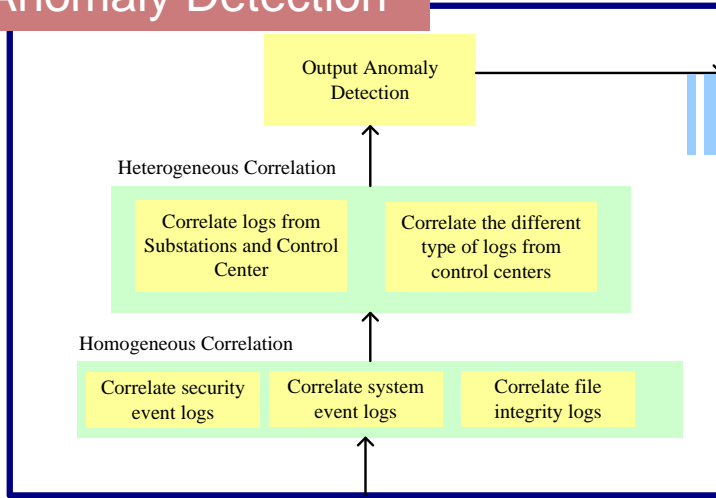 Anomaly Detection
Output Anomaly
Detection
Heterogeneous Correlation
Correlate logs from
Substations and Control
Center
Correlate the different
type of logs from
control centers
Homogeneous Correlation
Correlate security
event logs
Correlate system
event logs
Correlate file
integrity logs